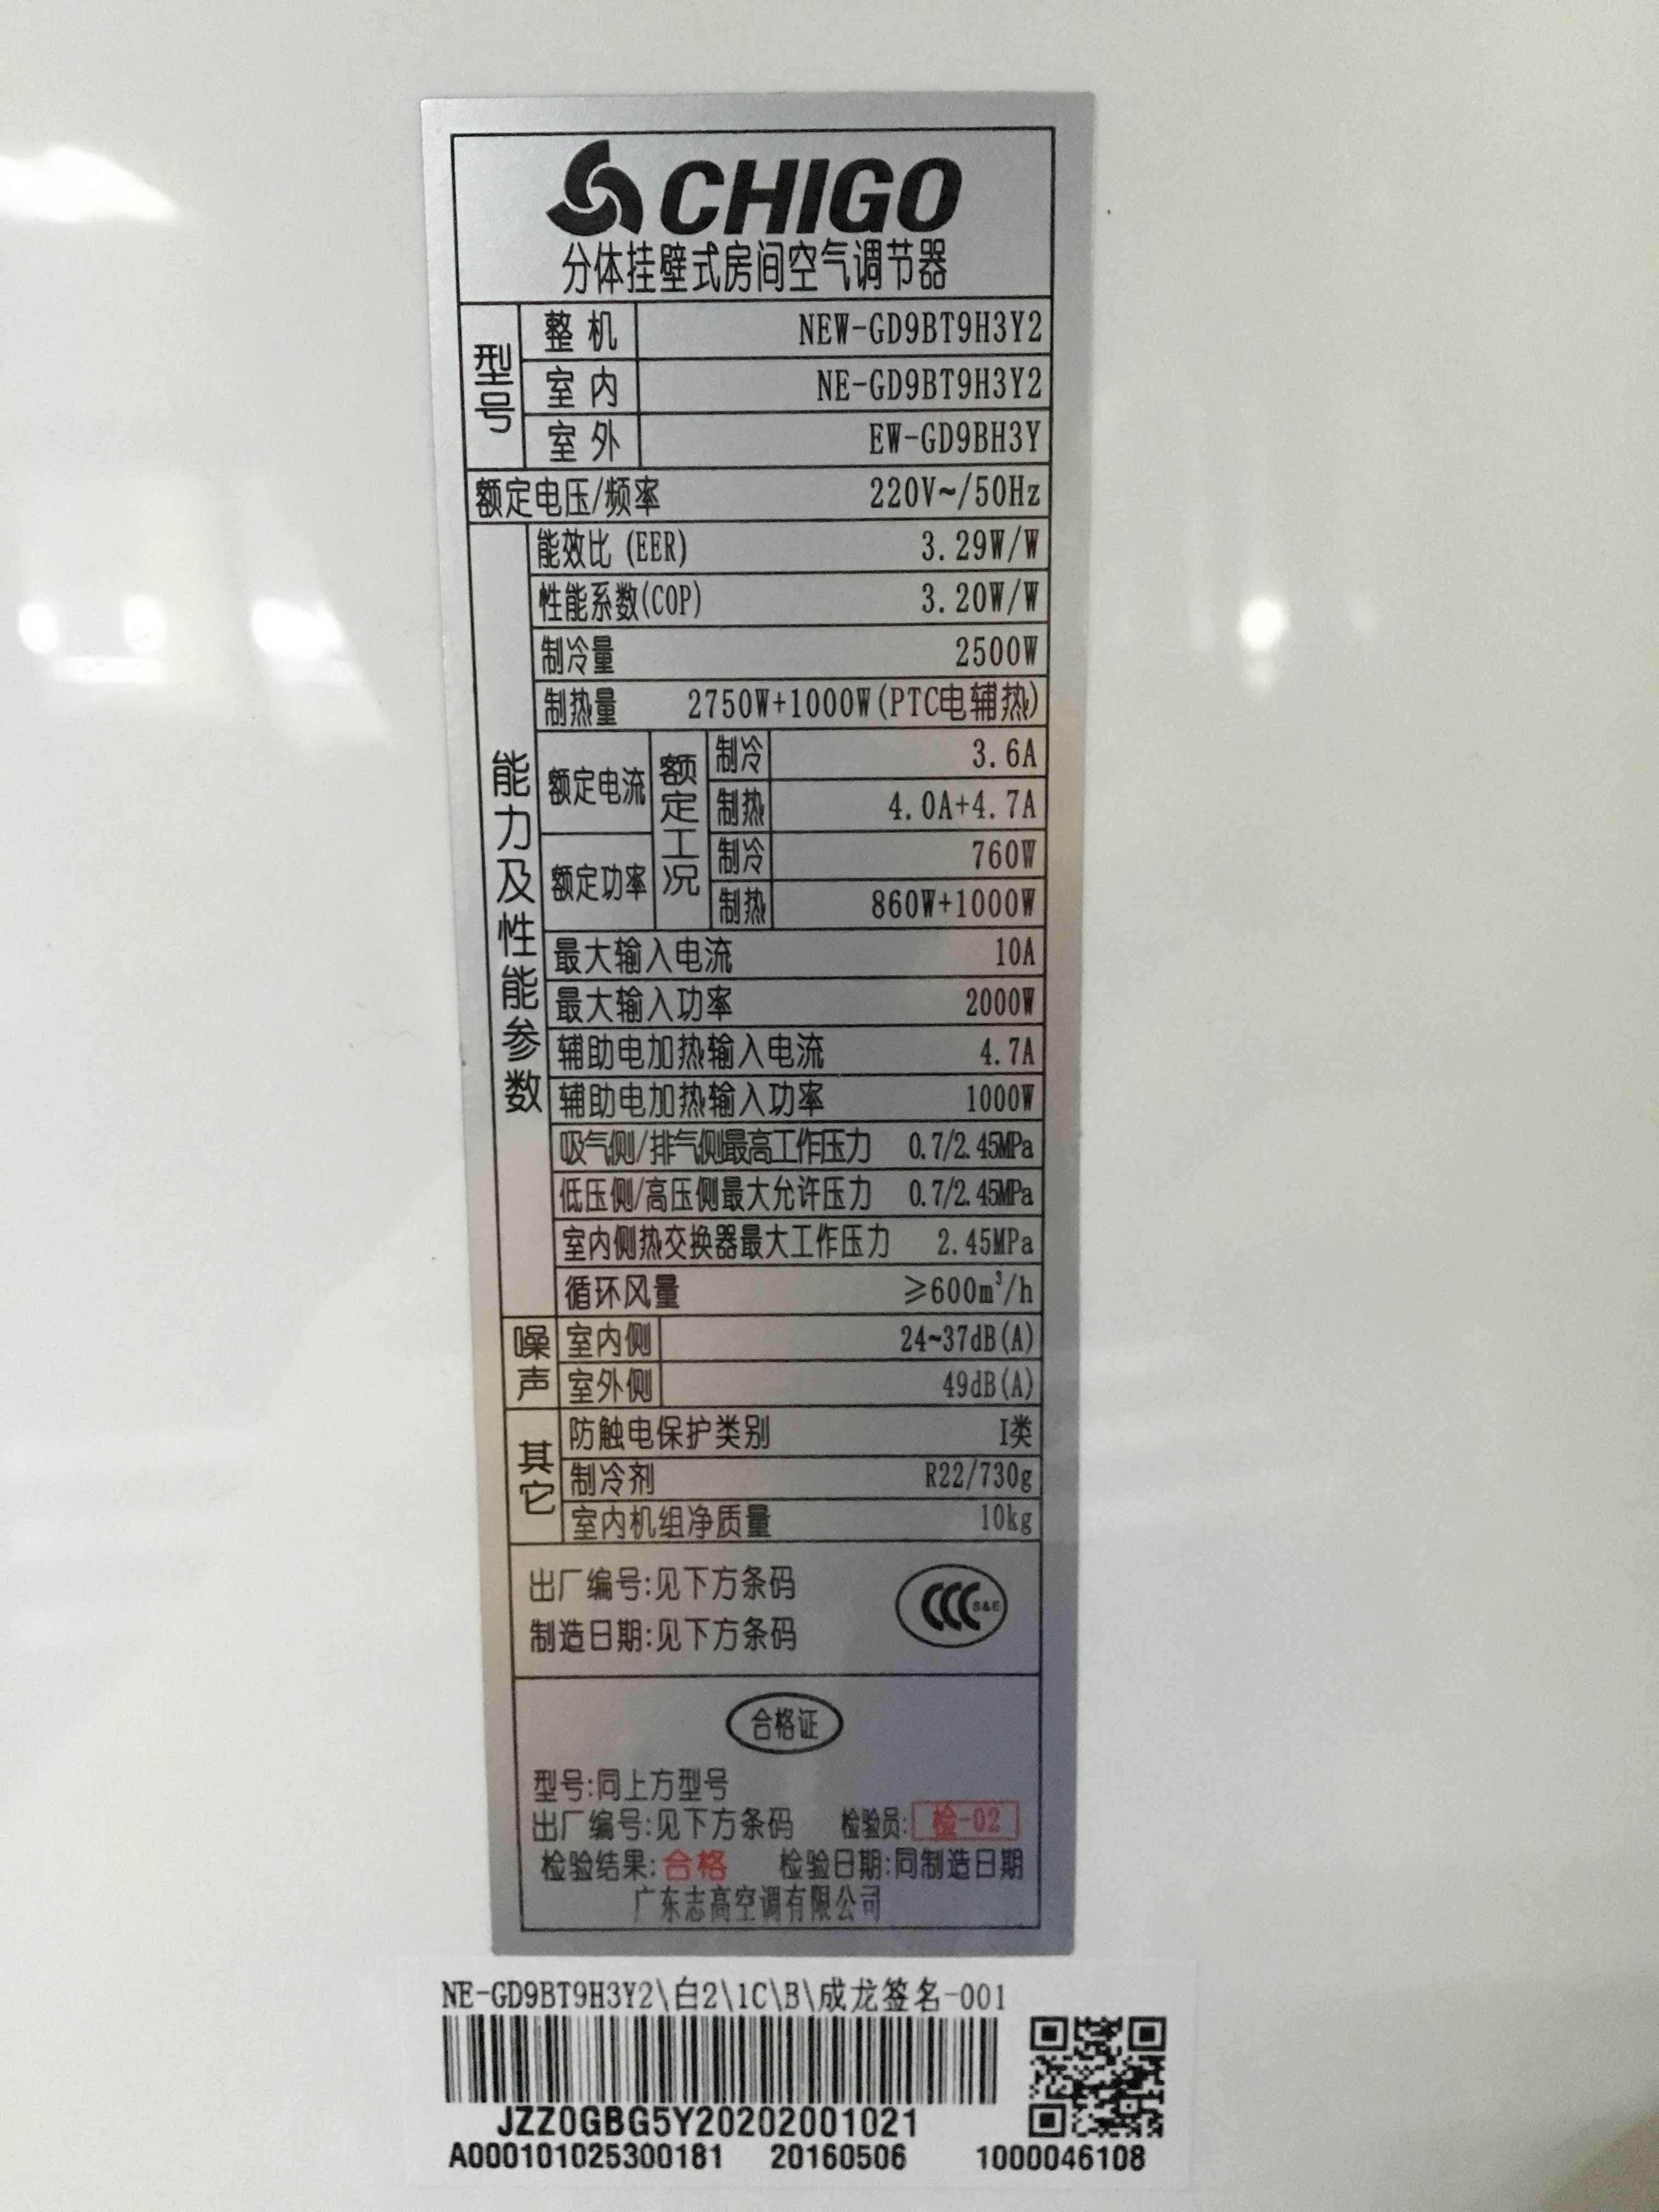 CHIGO
分体挂壁式房间空气调节器
型号 整机 NEW-GD9BT9H3Y2
室内 NE-GD9BT9H3Y2
室外 EW-GD9BH3Y
额定电压/频率 220V~/50Hz
能力及性能参数
能效比 (EER) 3.29W/W
性能系数(COP) 3.20W/W
制冷量 2500W
制热量 2750W+1000W(PTC电辅热)
额定电流 额定工况 制冷 3.6A
制热 4.0A+4.7A
额定功率 制冷 760W
制热 860W+1000W
最大输入电流 10A
最大输入功率 2000W
辅助电加热输入电流 4.7A
辅助电加热输入功率 1000W
吸气侧/排气侧最高工作压力 0.7/2.45MPa
低压侧/高压侧最大允许压力 0.7/2.45MPa
室内侧热交换器最大工作压力 2.45MPa
循环风量 ≥600m³/h
噪声 室内侧 24~37dB(A)
室外侧 49dB(A)
其它 防触电保护类别 I类
制冷剂 R22/730g
室内机组净质量 10kg
出厂编号:见下方条码
制造日期:见下方条码
CCC S&E
合格证
型号:同上方型号
出厂编号:见下方条码 检验员: 检-02
检验结果: 合格 检验日期:同制造日期
广东志高空调有限公司
NE-GD9BT9H3Y2\白2\1C\B\成龙签名-001
JZZ0GBG5Y20202001021
A000101025300181 20160506 1000046108